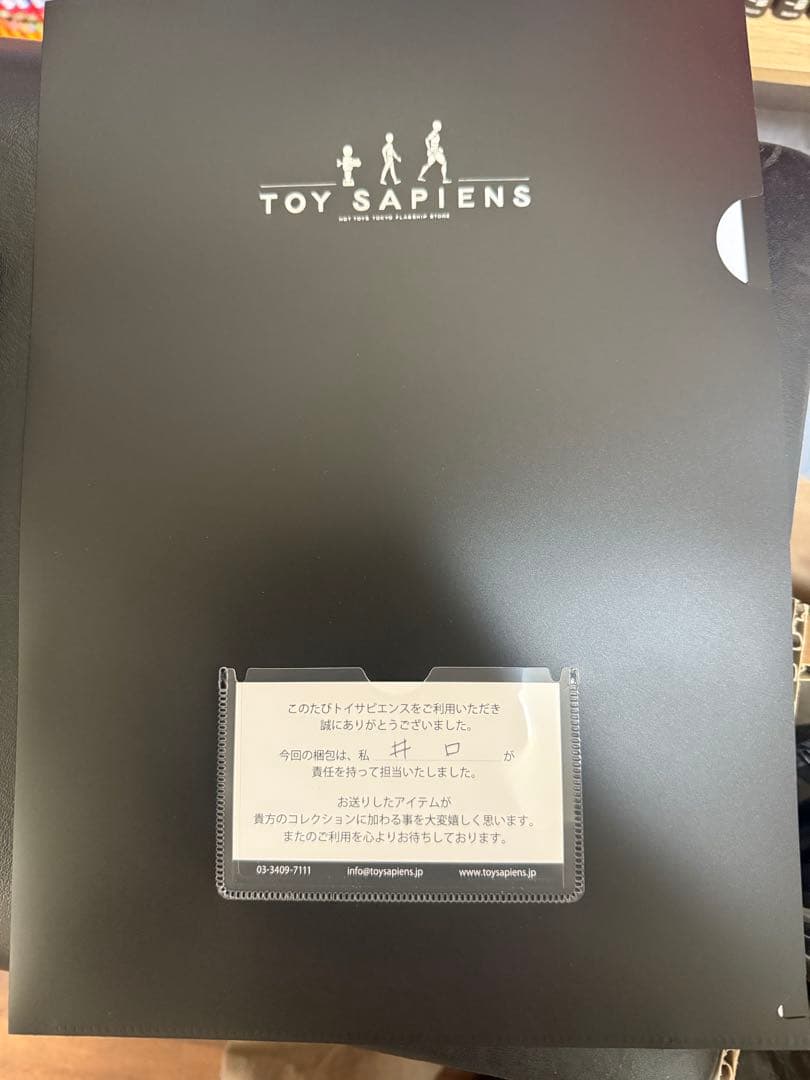 TOY SAPIENS
HOT TOYS TOKYO FLAGSHIP STORE
このたびトイサピエンスをご利用いただき
誠にありがとうございました。
今回の梱包は、私 井口 が
責任を持って担当いたしました。
お送りしたアイテムが
貴方のコレクションに加わる事を大変嬉しく思います。
またのご利用を心よりお待ちしております。
03-3409-7111 info@toysapiens.jp www.toysapiens.jp